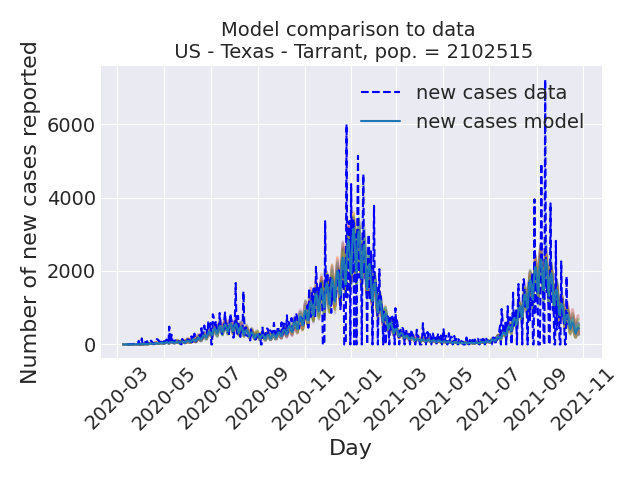 Model comparison to data
US - Texas - Tarrant, pop. = 2102515
new cases data
new cases model
Number of new cases reported
6000
4000
2000
0
2020-03
2020-05
2020-07
2020-09
2020-11
2021-01
2021-03
2021-05
2021-07
2021-09
2021-11
Day